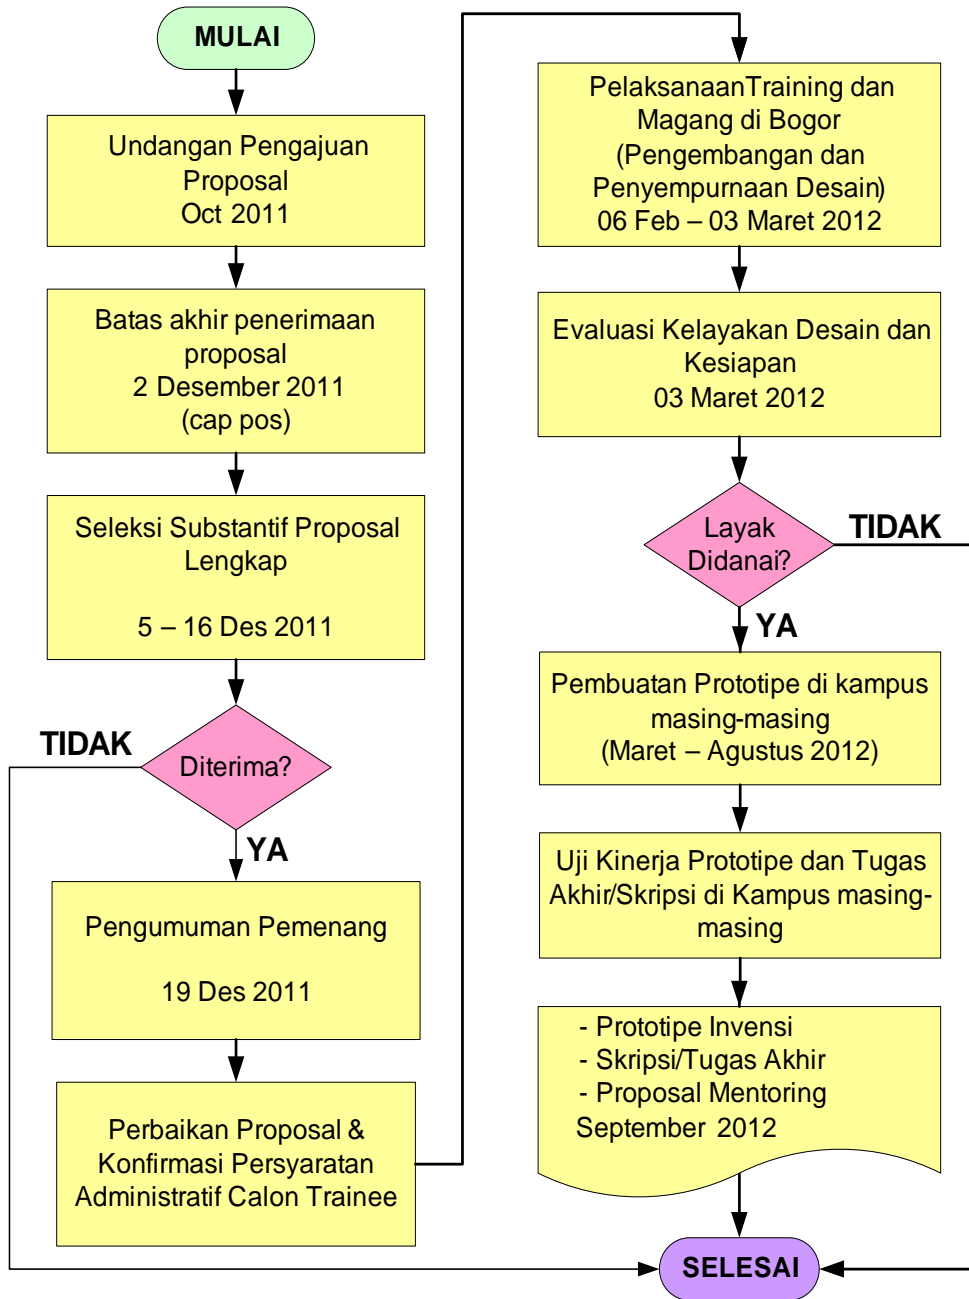 MULAI
Undangan Pengajuan
Proposal
Oct 2011
Batas akhir penerimaan
proposal
2 Desember 2011
(cap pos)
Seleksi Substantif Proposal
Lengkap
5 – 16 Des 2011
TIDAK
Diterima?
YA
Pengumuman Pemenang
19 Des 2011
Perbaikan Proposal &
Konfirmasi Persyaratan
Administratif Calon Trainee
PelaksanaanTraining dan
Magang di Bogor
(Pengembangan dan
Penyempurnaan Desain)
06 Feb – 03 Maret 2012
Evaluasi Kelayakan Desain dan
Kesiapan
03 Maret 2012
Layak
Didanai?
TIDAK
YA
Pembuatan Prototipe di kampus
masing-masing
(Maret – Agustus 2012)
Uji Kinerja Prototipe dan Tugas
Akhir/Skripsi di Kampus masing-
masing
- Prototipe Invensi
- Skripsi/Tugas Akhir
- Proposal Mentoring
September 2012
SELESAI